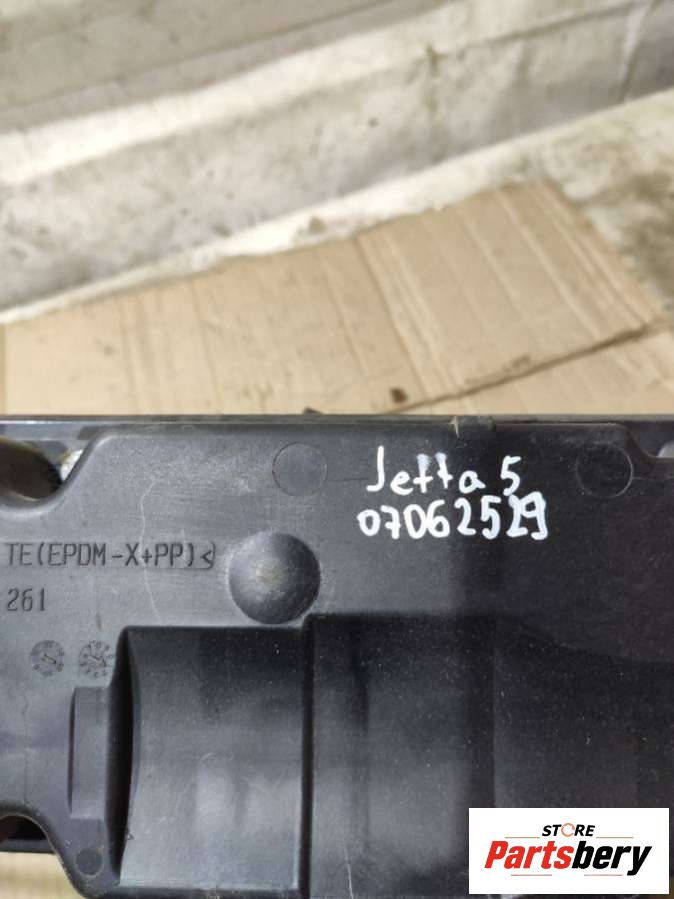 Jetta 5
07062529
TE(EPDM-X+PP)<
261
STORE
Partsbery